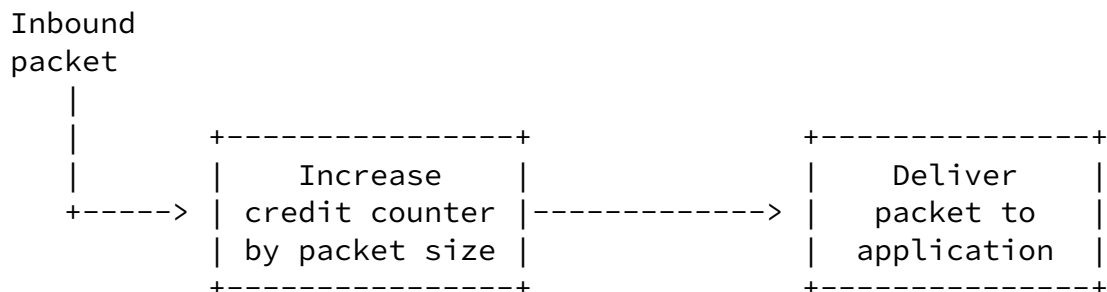 Inbound
packet
Increase
credit counter
by packet size
Deliver
packet to
application